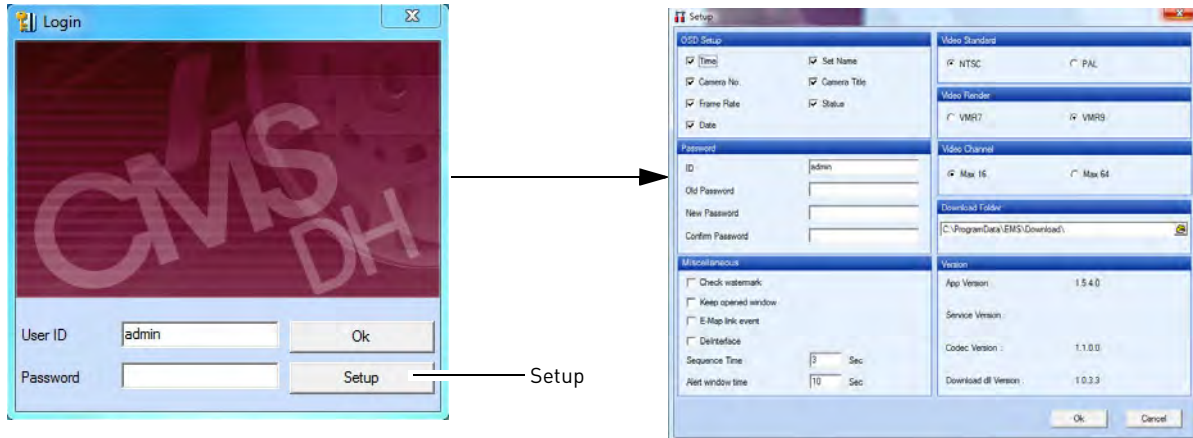 Login
CMS
DH
User ID admin Ok
Password Setup
Setup
Setup
OSD Setup
Time Set Name
Camera No. Camera Title
Frame Rate Status
Date
Password
ID admin
Old Password
New Password
Confirm Password
Miscellaneous
Check watermark
Keep opened window
E-Map link event
DeInterface
Sequence Time 3 Sec
Alert window time 10 Sec
Video Standard
NTSC PAL
Video Render
VMR7 VMR9
Video Channel
Max 16 Max 64
Download Folder
C:\ProgramData\EMS\Download\
Version
App Version 1.5.4.0
Service Version
Codec Version : 1.1.0.0
Download dll Version : 1.0.3.3
Ok Cancel